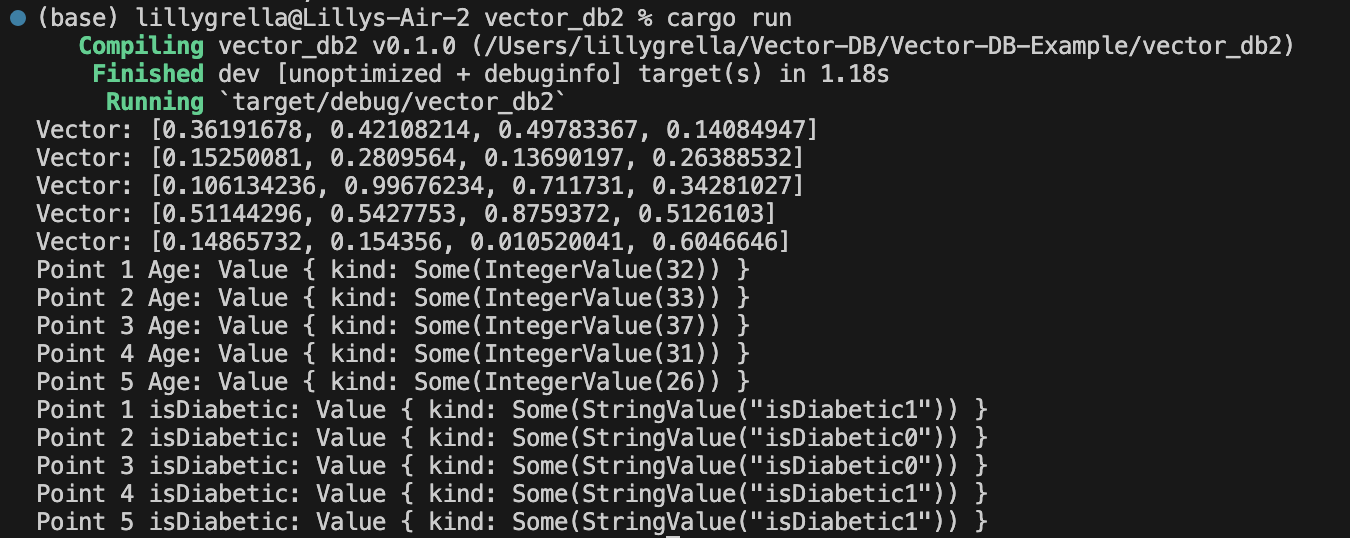 (base) lillygrella@Lillys-Air-2 vector_db2 % cargo run
Compiling vector_db2 v0.1.0 (/Users/lillygrella/Vector-DB/Vector-DB-Example/vector_db2)
Finished dev [unoptimized + debuginfo] target(s) in 1.18s
Running `target/debug/vector_db2`
Vector: [0.36191678, 0.42108214, 0.49783367, 0.14084947]
Vector: [0.15250081, 0.2809564, 0.13690197, 0.26388532]
Vector: [0.106134236, 0.99676234, 0.711731, 0.34281027]
Vector: [0.51144296, 0.5427753, 0.8759372, 0.5126103]
Vector: [0.14865732, 0.154356, 0.010520041, 0.6046646]
Point 1 Age: Value { kind: Some(IntegerValue(32)) }
Point 2 Age: Value { kind: Some(IntegerValue(33)) }
Point 3 Age: Value { kind: Some(IntegerValue(37)) }
Point 4 Age: Value { kind: Some(IntegerValue(31)) }
Point 5 Age: Value { kind: Some(IntegerValue(26)) }
Point 1 isDiabetic: Value { kind: Some(StringValue("isDiabetic1")) }
Point 2 isDiabetic: Value { kind: Some(StringValue("isDiabetic0")) }
Point 3 isDiabetic: Value { kind: Some(StringValue("isDiabetic0")) }
Point 4 isDiabetic: Value { kind: Some(StringValue("isDiabetic1")) }
Point 5 isDiabetic: Value { kind: Some(StringValue("isDiabetic1")) }